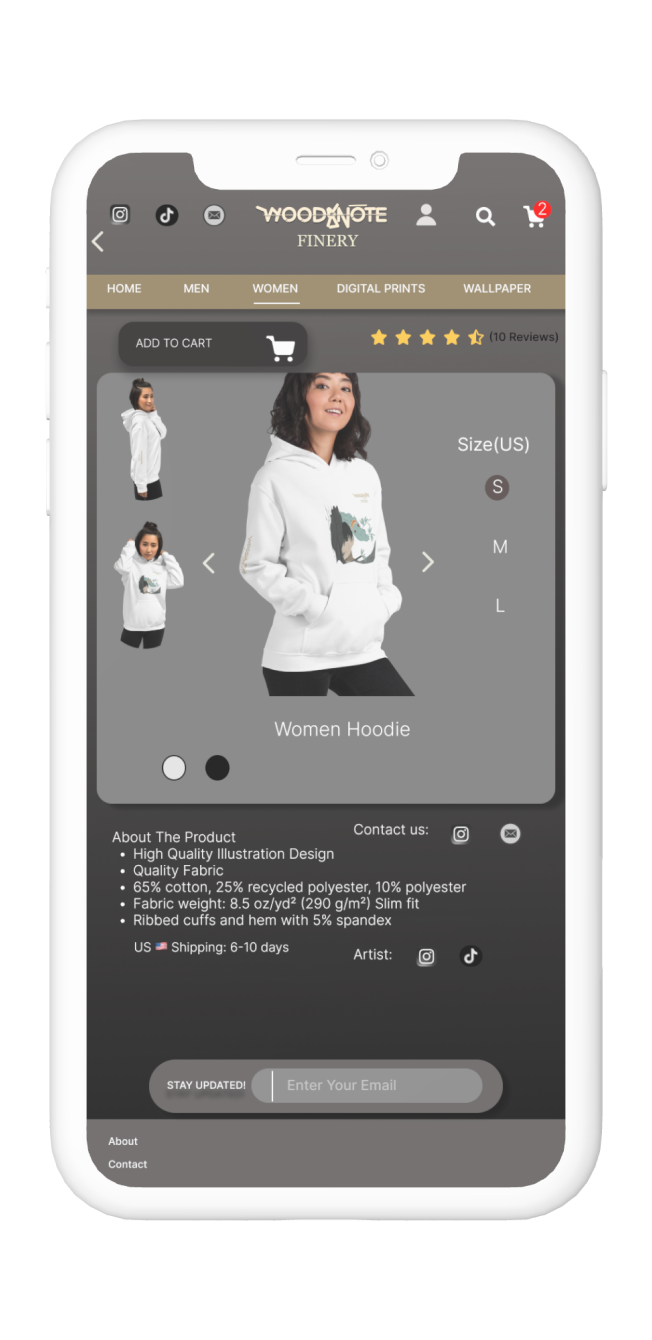 WOODKNOTE
FINERY
2
HOME MEN WOMEN DIGITAL PRINTS WALLPAPER
ADD TO CART
(10 Reviews)
Size(US)
S
M
L
Women Hoodie
Contact us:
About The Product
• High Quality Illustration Design
• Quality Fabric
• 65% cotton, 25% recycled polyester, 10% polyester
• Fabric weight: 8.5 oz/yd² (290 g/m²) Slim fit
• Ribbed cuffs and hem with 5% spandex
US 🇺🇸 Shipping: 6-10 days
Artist:
STAY UPDATED!
Enter Your Email
About
Contact